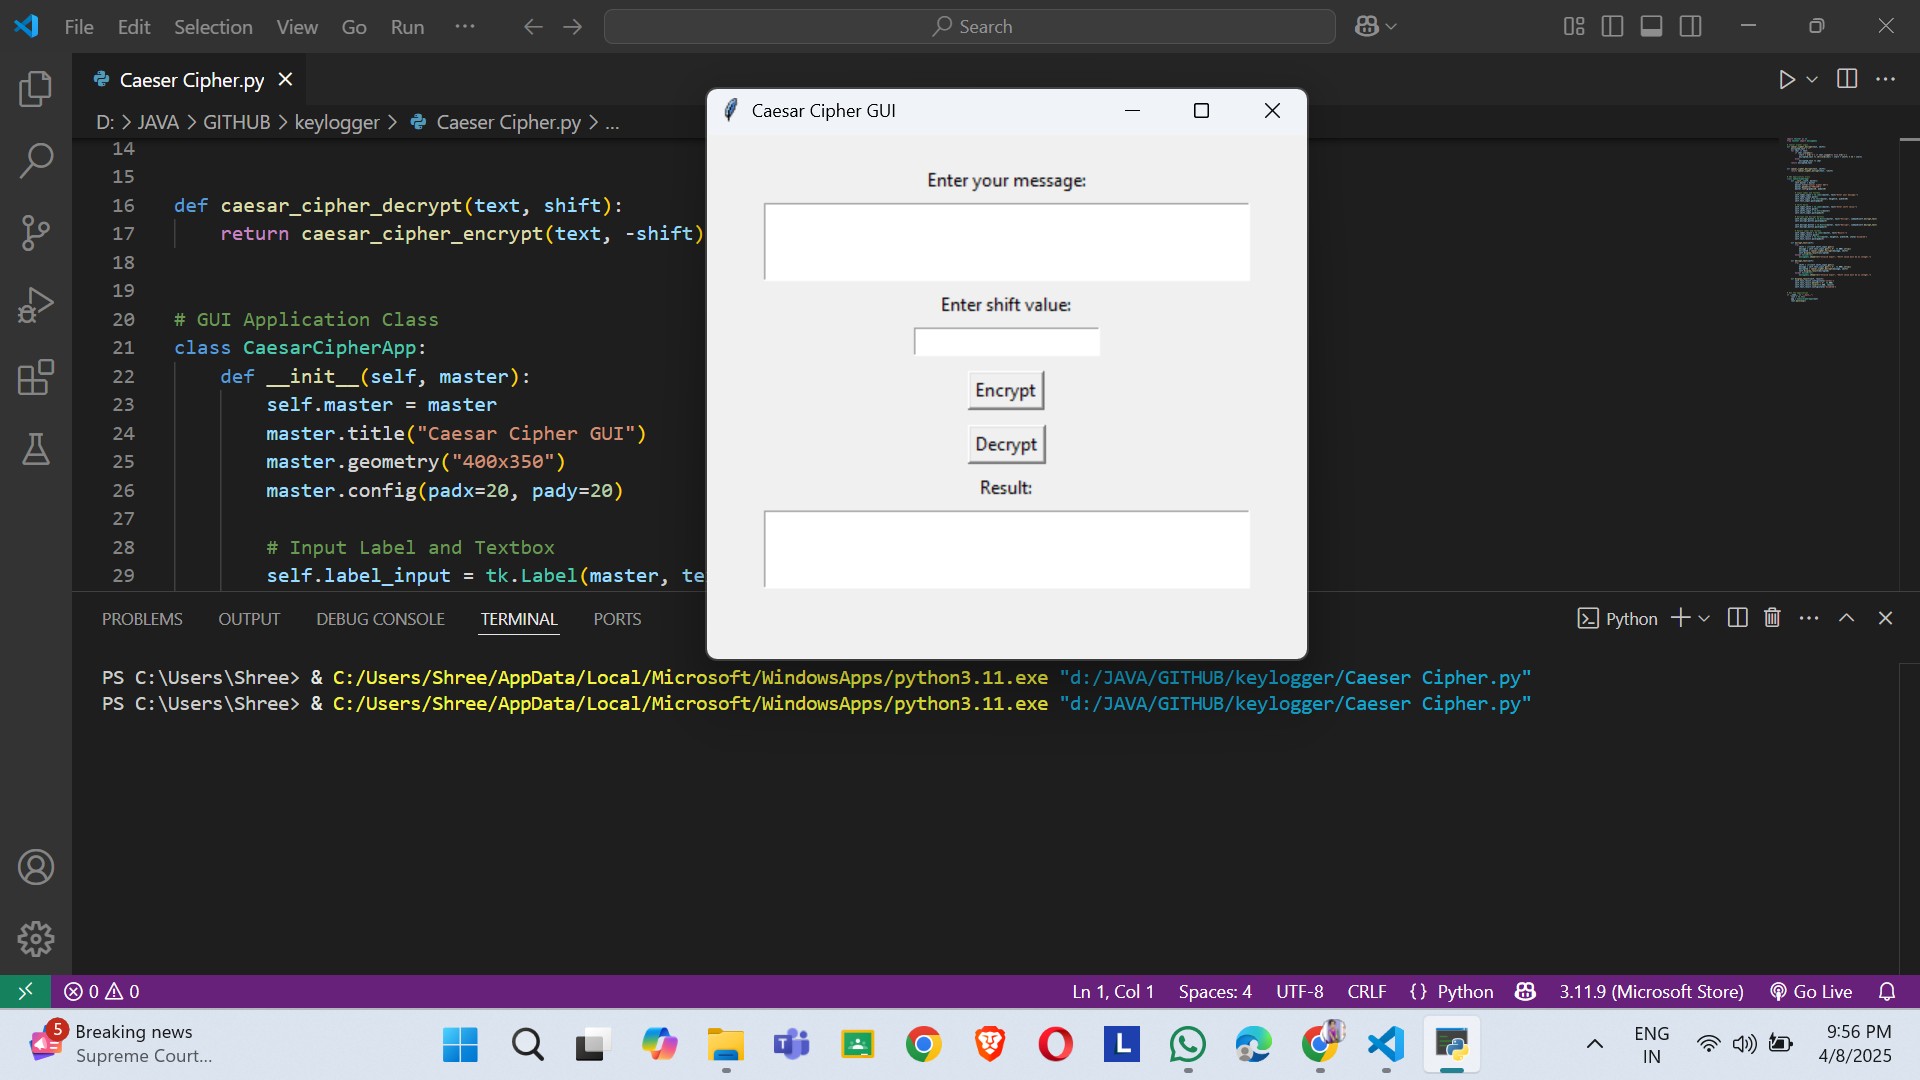 File Edit Selection View Go Run ··· Search
Caeser Cipher.py
D: > JAVA > GITHUB > keylogger > Caeser Cipher.py > ...
14
15
16 def caesar_cipher_decrypt(text, shift):
17 return caesar_cipher_encrypt(text, -shift)
18
19
20 # GUI Application Class
21 class CaesarCipherApp:
22 def __init__(self, master):
23 self.master = master
24 master.title("Caesar Cipher GUI")
25 master.geometry("400x350")
26 master.config(padx=20, pady=20)
27
28 # Input Label and Textbox
29 self.label_input = tk.Label(master, te
Caesar Cipher GUI
Enter your message:
Enter shift value:
Encrypt
Decrypt
Result:
PROBLEMS OUTPUT DEBUG CONSOLE TERMINAL PORTS Python
PS C:\Users\Shree> & C:/Users/Shree/AppData/Local/Microsoft/WindowsApps/python3.11.exe "d:/JAVA/GITHUB/keylogger/Caeser Cipher.py"
PS C:\Users\Shree> & C:/Users/Shree/AppData/Local/Microsoft/WindowsApps/python3.11.exe "d:/JAVA/GITHUB/keylogger/Caeser Cipher.py"
0 0 Ln 1, Col 1 Spaces: 4 UTF-8 CRLF {} Python 3.11.9 (Microsoft Store) Go Live
5 Breaking news
Supreme Court...
L
ENG
IN
9:56 PM
4/8/2025